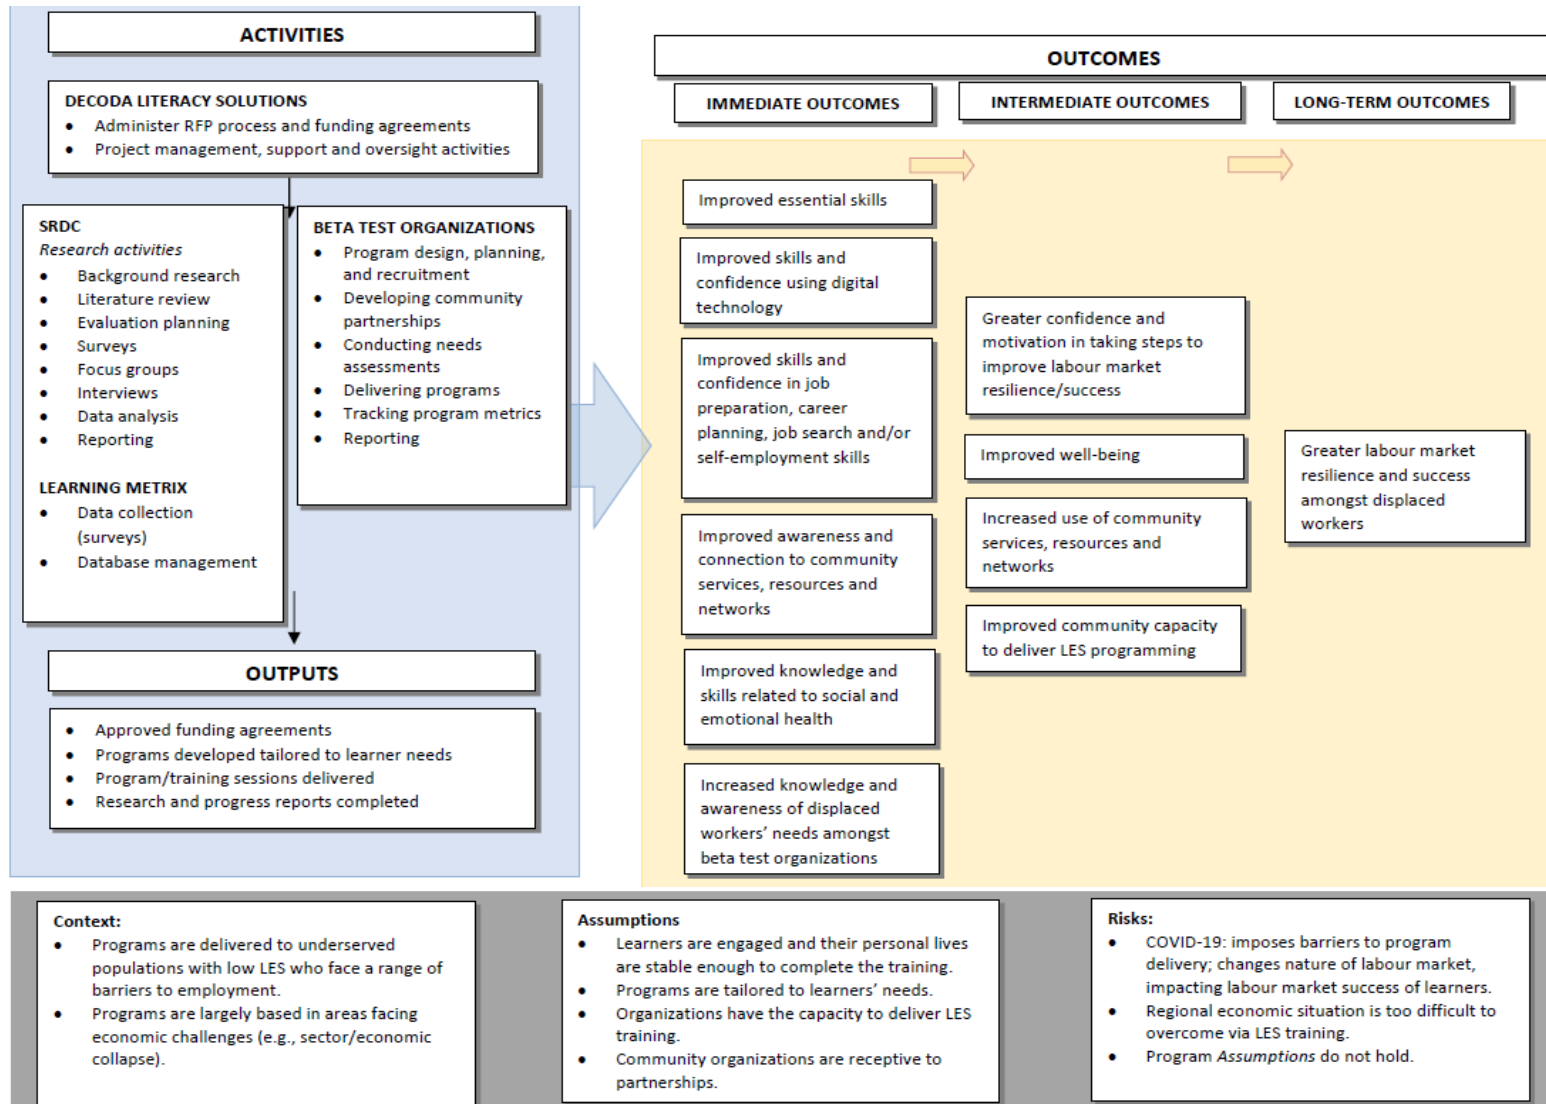 ACTIVITIES
DECODA LITERACY SOLUTIONS
• Administer RFP process and funding agreements
• Project management, support and oversight activities
SRDC
Research activities
• Background research
• Literature review
• Evaluation planning
• Surveys
• Focus groups
• Interviews
• Data analysis
• Reporting
LEARNING METRIX
• Data collection
(surveys)
• Database management
BETA TEST ORGANIZATIONS
• Program design, planning,
and recruitment
• Developing community
partnerships
• Conducting needs
assessments
• Delivering programs
• Tracking program metrics
• Reporting
OUTPUTS
• Approved funding agreements
• Programs developed tailored to learner needs
• Program/training sessions delivered
• Research and progress reports completed
OUTCOMES
IMMEDIATE OUTCOMES
Improved essential skills
Improved skills and
confidence using digital
technology
Improved skills and
confidence in job
preparation, career
planning, job search and/or
self-employment skills
Improved awareness and
connection to community
services, resources and
networks
Improved knowledge and
skills related to social and
emotional health
Increased knowledge and
awareness of displaced
workers' needs amongst
beta test organizations
INTERMEDIATE OUTCOMES
Greater confidence and
motivation in taking steps to
improve labour market
resilience/success
Improved well-being
Increased use of community
services, resources and
networks
Improved community capacity
to deliver LES programming
LONG-TERM OUTCOMES
Greater labour market
resilience and success
amongst displaced
workers
Context:
• Programs are delivered to underserved
populations with low LES who face a range of
barriers to employment.
• Programs are largely based in areas facing
economic challenges (e.g., sector/economic
collapse).
Assumptions
• Learners are engaged and their personal lives
are stable enough to complete the training.
• Programs are tailored to learners' needs.
• Organizations have the capacity to deliver LES
training.
• Community organizations are receptive to
partnerships.
Risks:
• COVID-19: imposes barriers to program
delivery; changes nature of labour market,
impacting labour market success of learners.
• Regional economic situation is too difficult to
overcome via LES training.
• Program Assumptions do not hold.